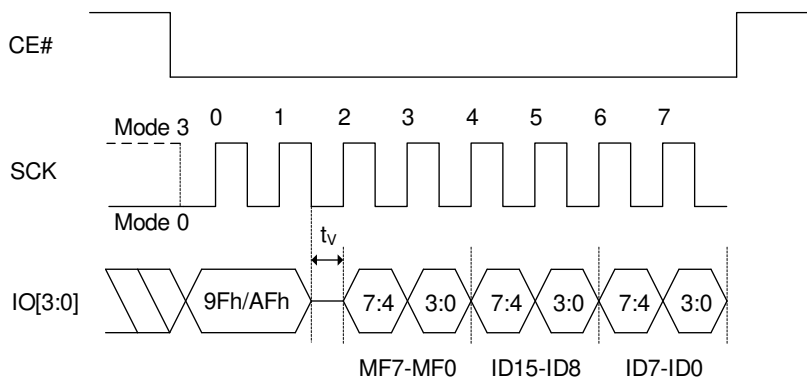 CE#
Mode 3 0 1 2 3 4 5 6 7
SCK
Mode 0
tV
IO[3:0] 9Fh/AFh 7:4 3:0 7:4 3:0 7:4 3:0
MF7-MF0 ID15-ID8 ID7-ID0